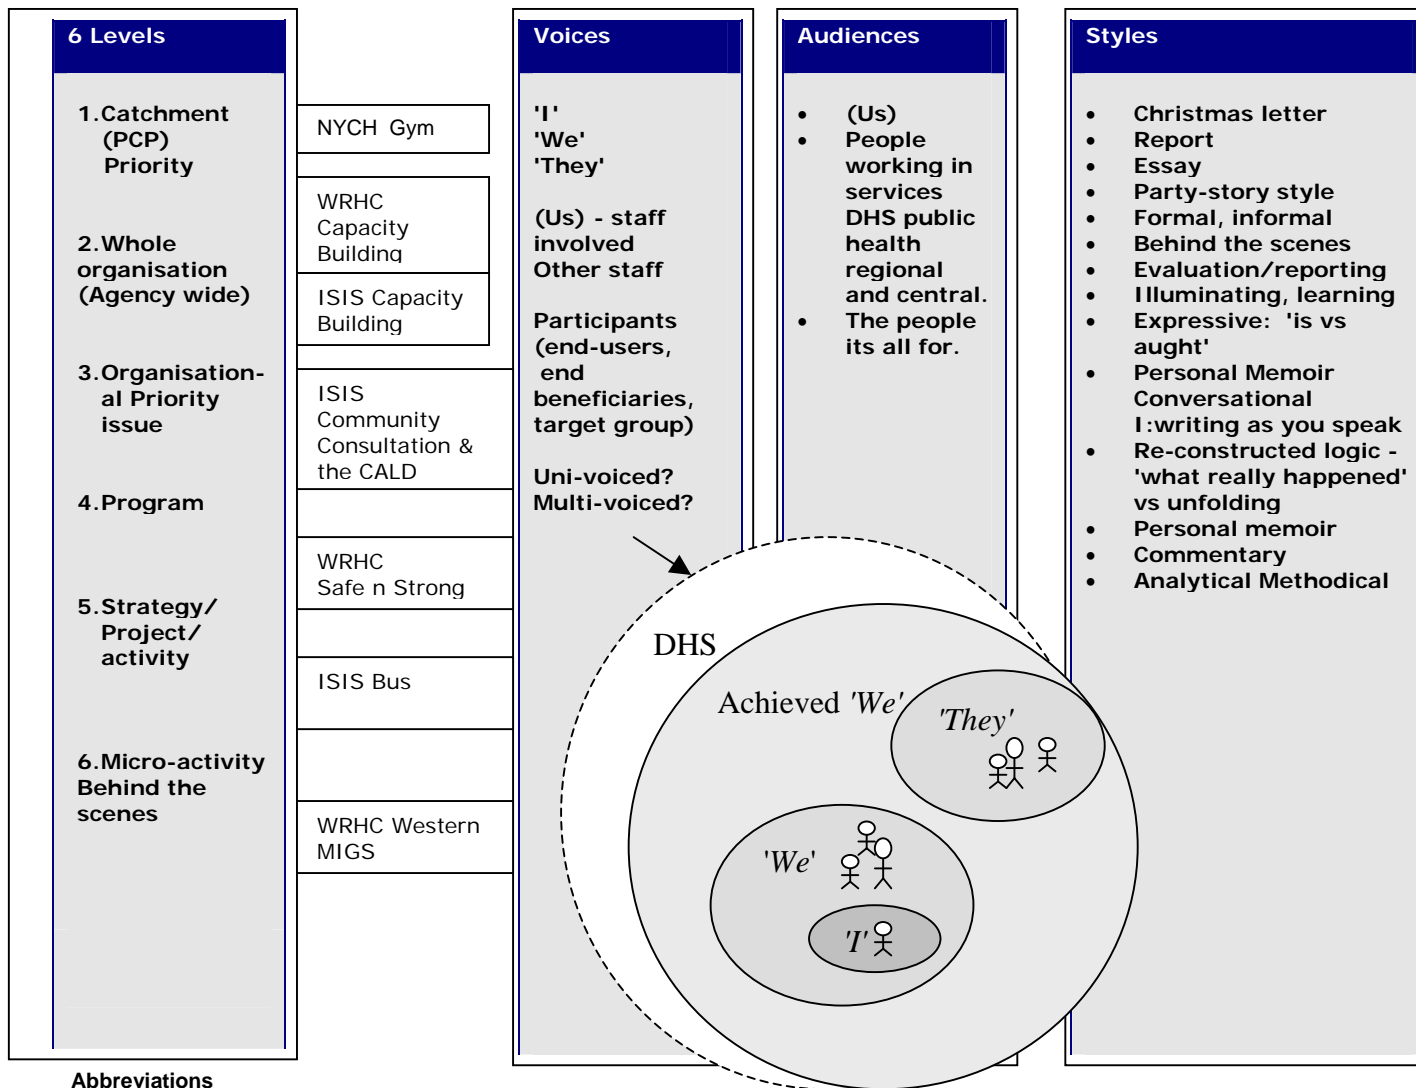 6 Levels
1.Catchment
(PCP)
Priority
2.Whole
organisation
(Agency wide)
3.Organisation-
al Priority
issue
4.Program
5.Strategy/
Project/
activity
6.Micro-activity
Behind the
scenes
NYCH Gym
WRHC
Capacity
Building
ISIS Capacity
Building
ISIS
Community
Consultation &
the CALD
WRHC
Safe n Strong
ISIS Bus
WRHC Western
MIGS
Voices
'I'
'We'
'They'
(Us) - staff
involved
Other staff
Participants
(end-users,
end
beneficiaries,
target group)
Uni-voiced?
Multi-voiced?
Audiences
• (Us)
• People
working in
services
DHS public
health
regional
and central.
• The people
its all for.
Styles
• Christmas letter
• Report
• Essay
• Party-story style
• Formal, informal
• Behind the scenes
• Evaluation/reporting
• Illuminating, learning
• Expressive: 'is vs
aught'
• Personal Memoir
Conversational
I:writing as you speak
• Re-constructed logic -
'what really happened'
vs unfolding
• Personal memoir
• Commentary
• Analytical Methodical
DHS
Achieved 'We'
'They'
'We'
'I'
Abbreviations